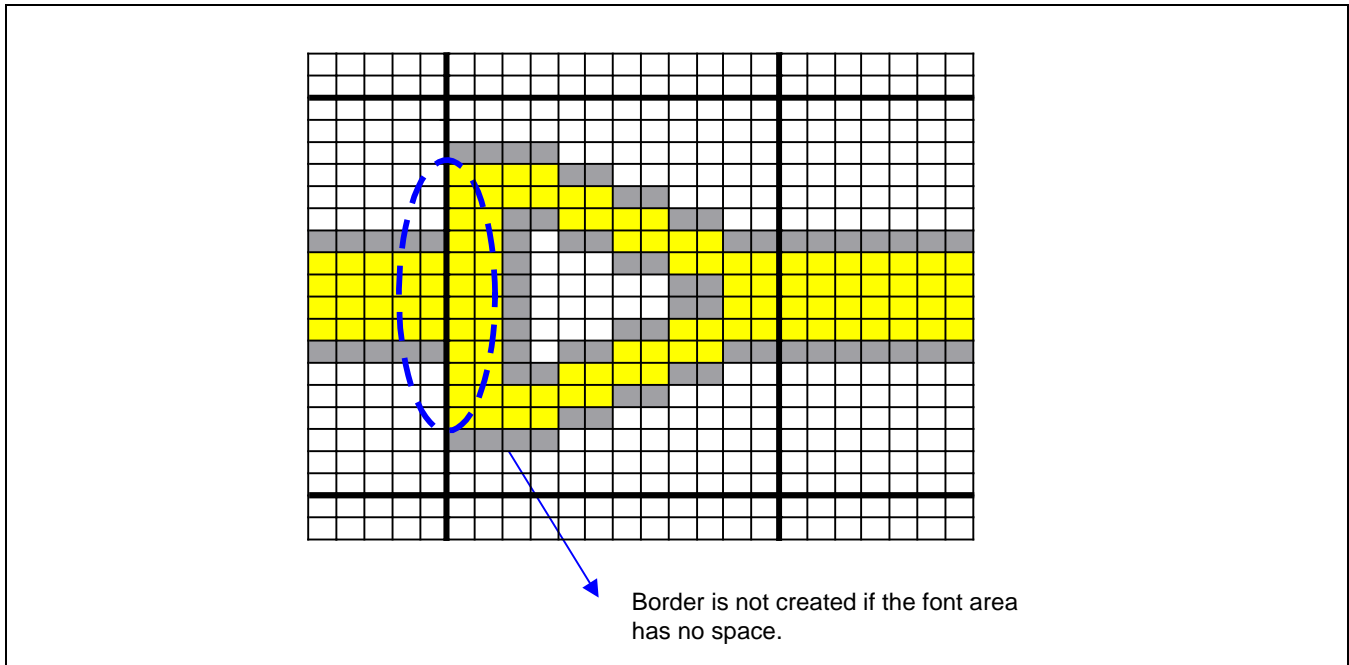 Border is not created if the font area
has no space.